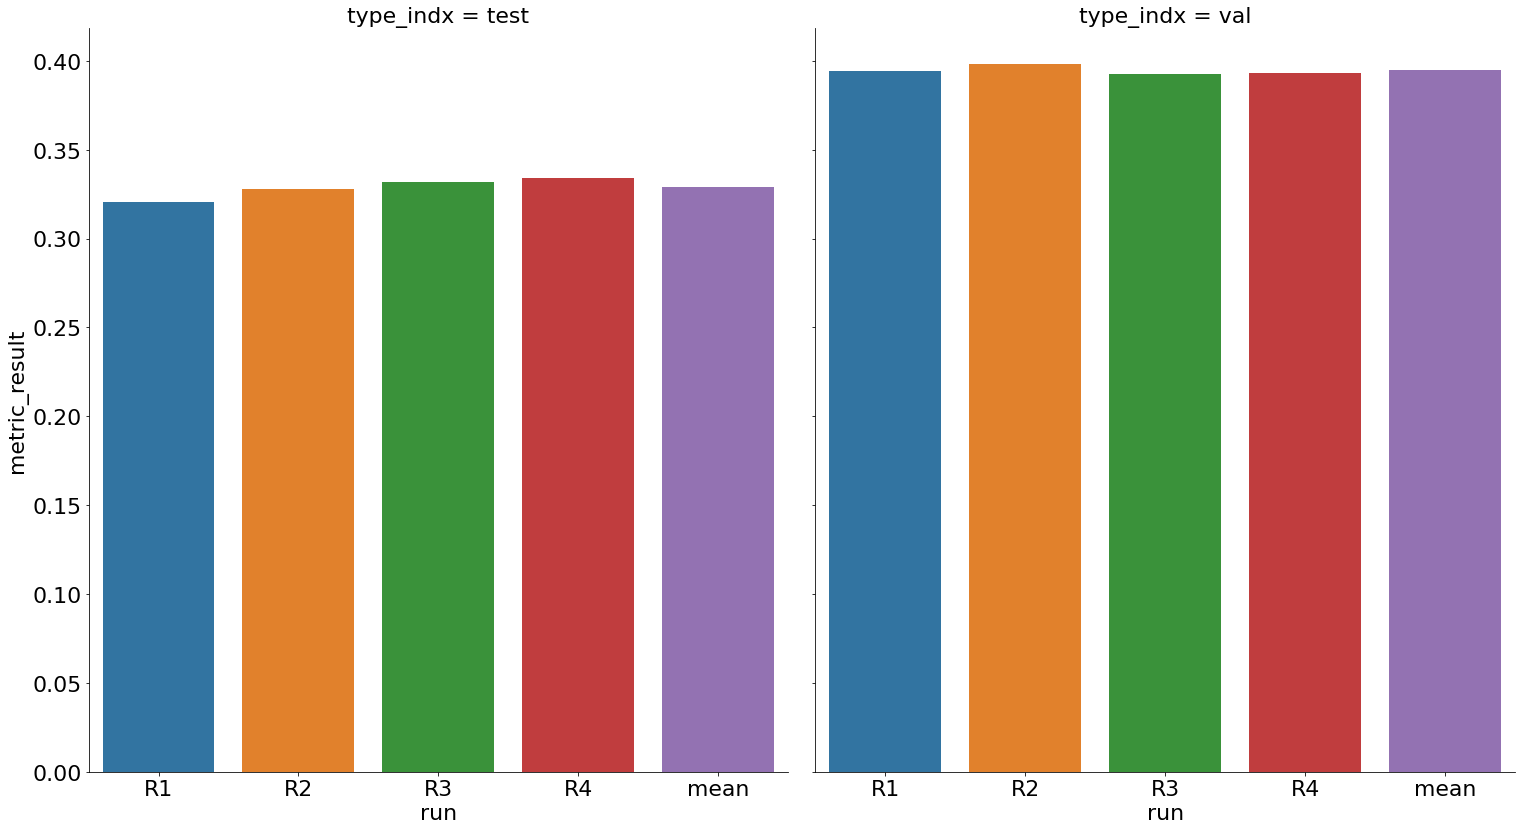 type_indx = test
type_indx = val
metric_result
0.40
0.35
0.30
0.25
0.20
0.15
0.10
0.05
0.00
R1 R2 R3 R4 mean
run
R1 R2 R3 R4 mean
run